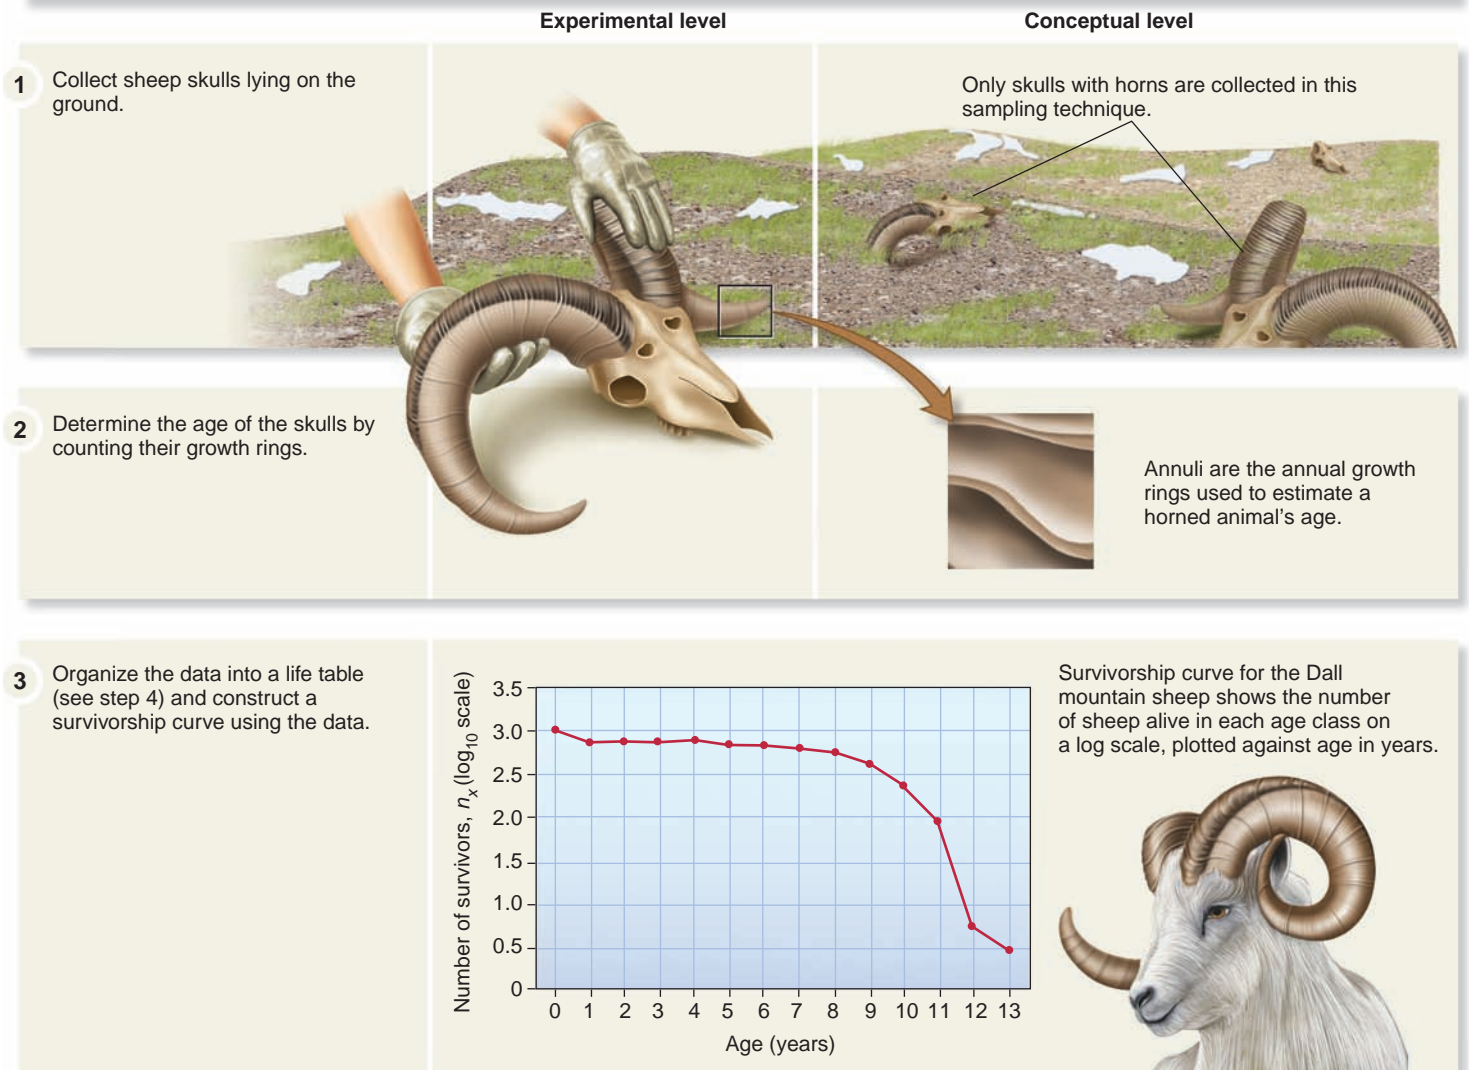 Experimental level
Conceptual level
1
Collect sheep skulls lying on the
ground.
Only skulls with horns are collected in this
sampling technique.
2
Determine the age of the skulls by
counting their growth rings.
Annuli are the annual growth
rings used to estimate a
horned animal's age.
3
Organize the data into a life table
(see step 4) and construct a
survivorship curve using the data.
Number of survivors, nx (log10 scale)
3.5
3.0
2.5
2.0
1.5
1.0
0.5
0
0 1 2 3 4 5 6 7 8 9 10 11 12 13
Age (years)
Survivorship curve for the Dall
mountain sheep shows the number
of sheep alive in each age class on
a log scale, plotted against age in years.